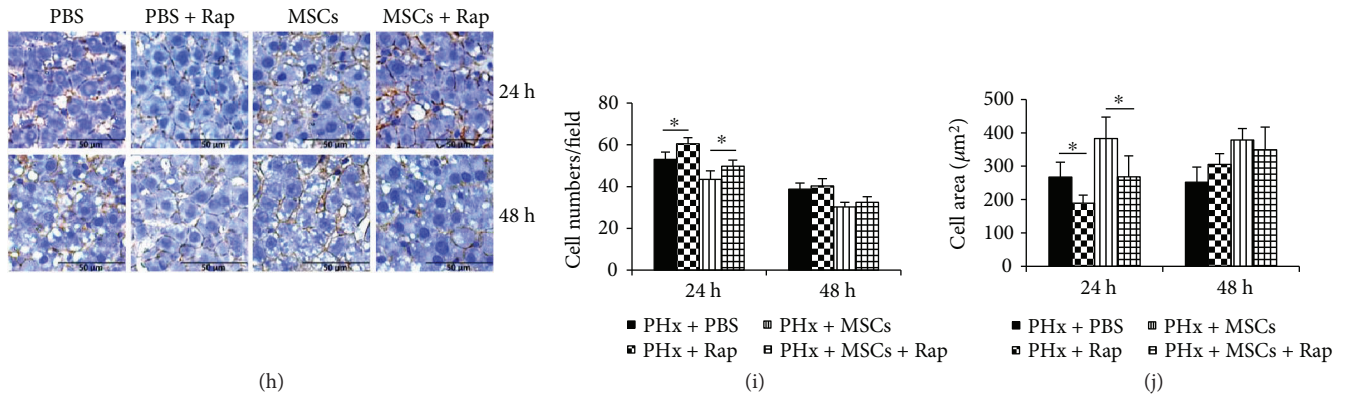 PBS PBS + Rap MSCs MSCs + Rap
50 μm 50 μm 50 μm 50 μm
24 h
50 μm 50 μm 50 μm 50 μm
48 h
(h)
Cell numbers/field
80
60
40
20
0
* *
24 h 48 h
PHx + PBS PHx + MSCs
PHx + Rap PHx + MSCs + Rap
(i)
Cell area (μm²)
500
400
300
200
100
0
* *
24 h 48 h
PHx + PBS PHx + MSCs
PHx + Rap PHx + MSCs + Rap
(j)